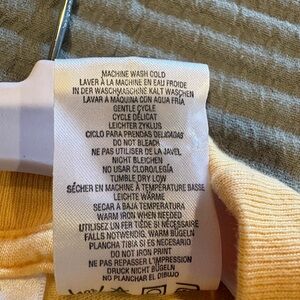 MACHINE WASH COLD
LAVER À LA MACHINE EN EAU FROIDE
IN DER WASCHMASCHINE KALT WASCHEN
LAVAR A MÁQUINA CON AGUA FRÍA
GENTLE CYCLE
CYCLE DÉLICAT
LEICHTER ZYKLUS
CICLO PARA PRENDAS DELICADAS
DO NOT BLEACH
NE PAS UTILISER DE LA JAVEL
NIGHT BLEICHEN
NO USAR CLORO/LEGÍA
TUMBLE DRY LOW
SÉCHER EN MACHINE À TEMPÉRATURE BASSE
LEICHTE WÄRME
SECAR A BAJA TEMPERATURA
WARM IRON WHEN NEEDED
UTILISEZ UN FER TIÈDE SI NÉCESSAIRE
FALLS NOTWENDIG, WARM BÜGELN
PLANCHA TIBIA SI ES NECESARIO
DO NOT IRON PRINT
NE PAS REPASSER L'IMPRESSION
DRUCK NICHT BÜGELN
NO PLANCHAR EL DIBUJO